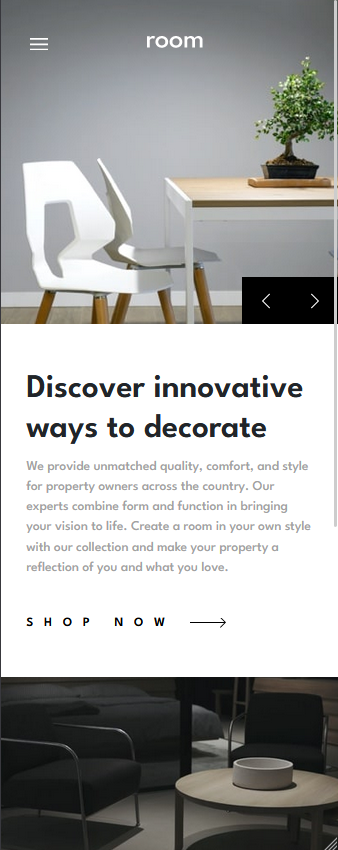 room
Discover innovative
ways to decorate
We provide unmatched quality, comfort, and style
for property owners across the country. Our
experts combine form and function in bringing
your vision to life. Create a room in your own style
with our collection and make your property a
reflection of you and what you love.
SHOP NOW